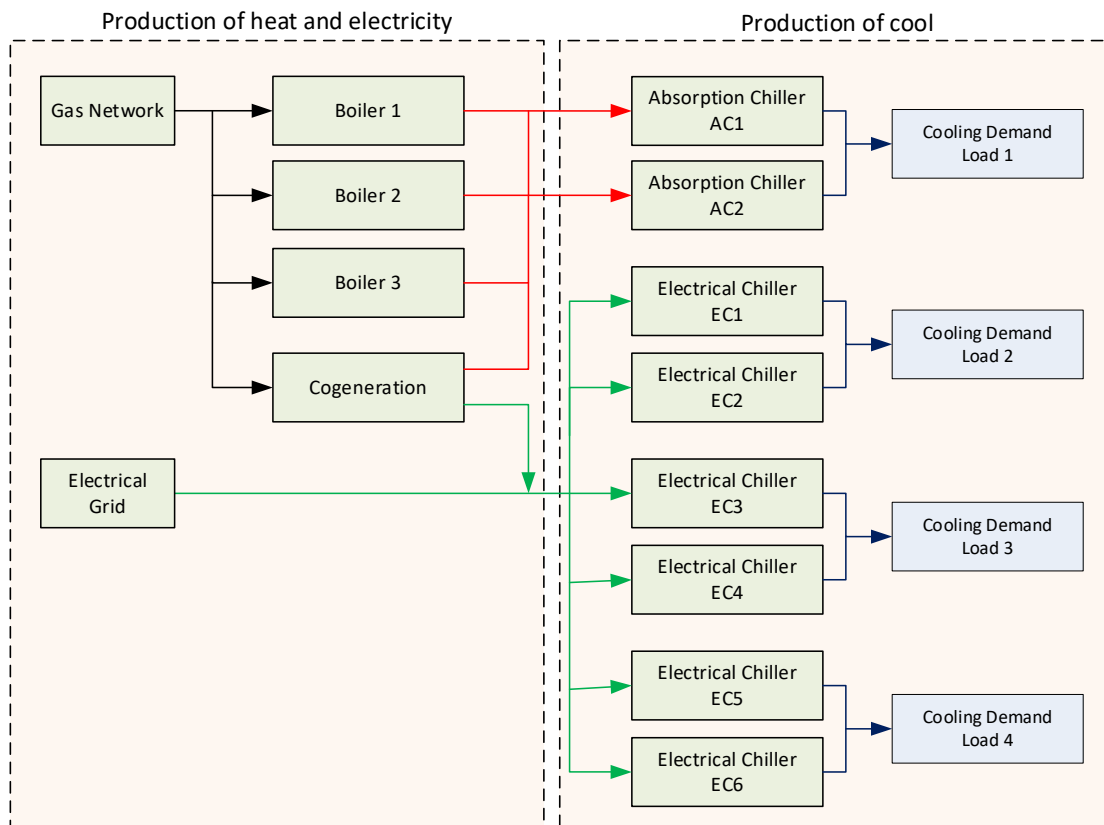 Production of heat and electricity
Production of cool
Gas Network
Boiler 1
Boiler 2
Boiler 3
Cogeneration
Electrical
Grid
Absorption Chiller
AC1
Absorption Chiller
AC2
Electrical Chiller
EC1
Electrical Chiller
EC2
Electrical Chiller
EC3
Electrical Chiller
EC4
Electrical Chiller
EC5
Electrical Chiller
EC6
Cooling Demand
Load 1
Cooling Demand
Load 2
Cooling Demand
Load 3
Cooling Demand
Load 4